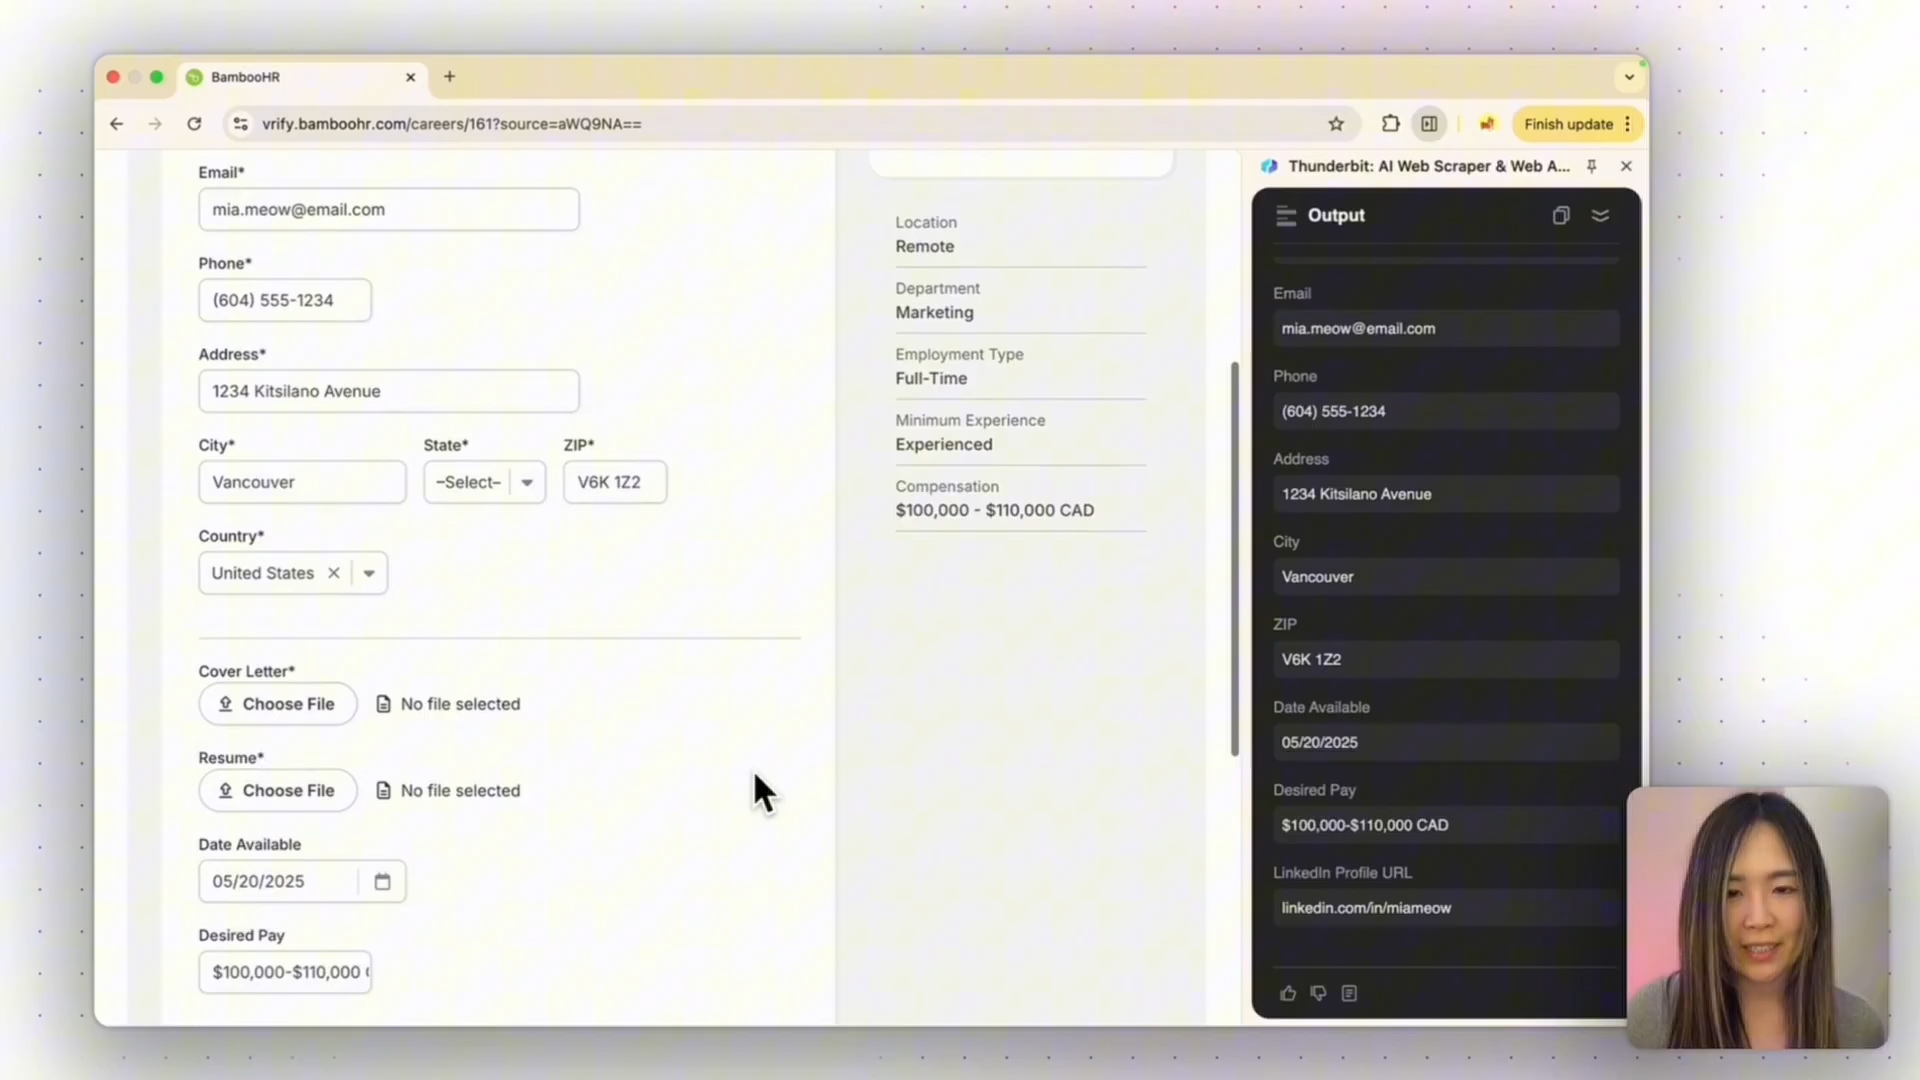 BambooHR
vrify.bamboohr.com/careers/161?source=aWQ9NA==
Finish update
Email*
mia.meow@email.com
Phone*
(604) 555-1234
Address*
1234 Kitsilano Avenue
City*
State*
ZIP*
Vancouver
–Select–
V6K 1Z2
Country*
United States
Cover Letter*
Choose File
No file selected
Resume*
Choose File
No file selected
Date Available
05/20/2025
Desired Pay
$100,000-$110,000
Location
Remote
Department
Marketing
Employment Type
Full-Time
Minimum Experience
Experienced
Compensation
$100,000 - $110,000 CAD
Thunderbit: AI Web Scraper & Web A...
Output
Email
mia.meow@email.com
Phone
(604) 555-1234
Address
1234 Kitsilano Avenue
City
Vancouver
ZIP
V6K 1Z2
Date Available
05/20/2025
Desired Pay
$100,000-$110,000 CAD
LinkedIn Profile URL
linkedin.com/in/miameow